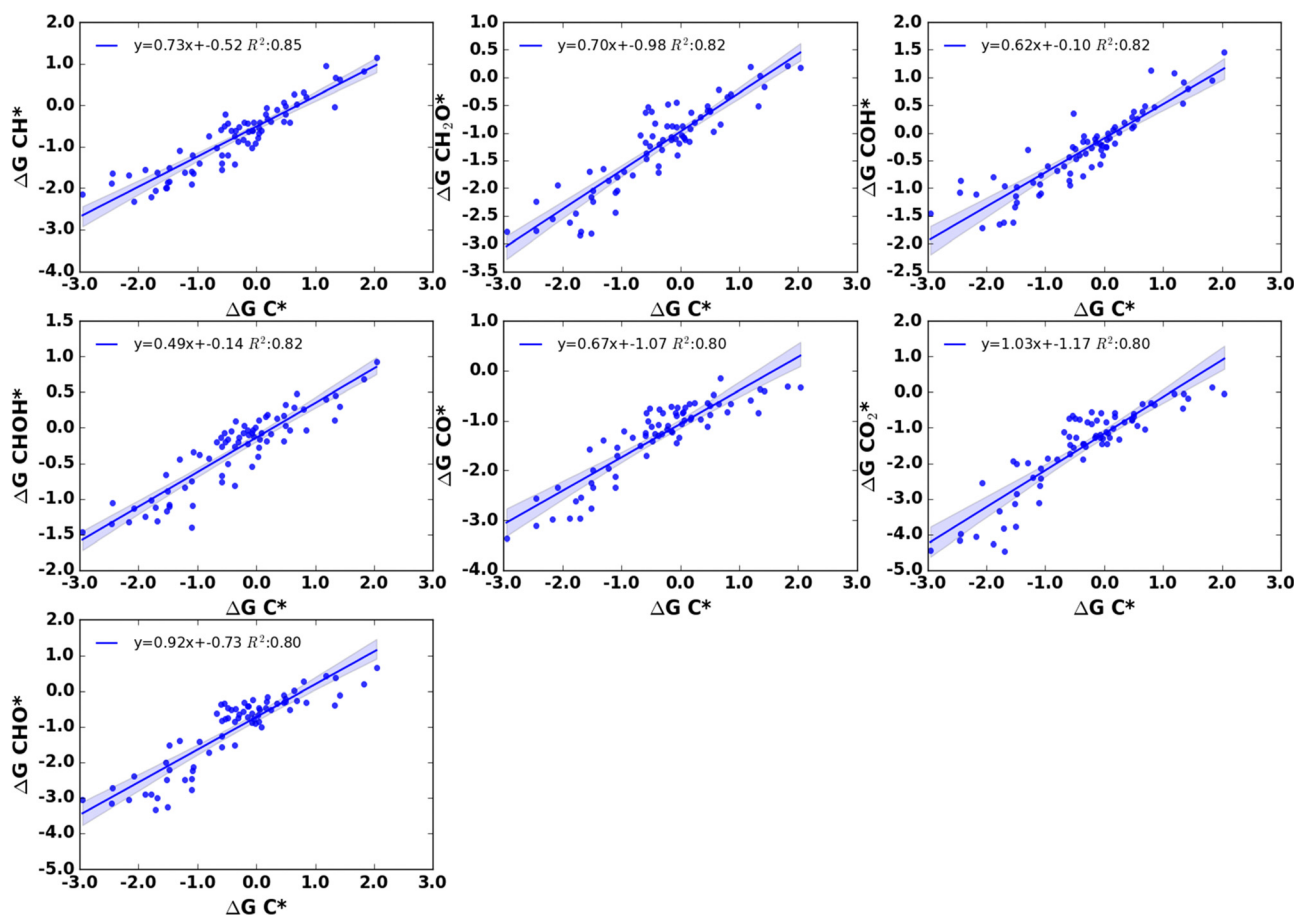 2.0
1.0
0.0
-1.0
-2.0
-3.0
-4.0
ΔG CH*
y=0.73x+-0.52 R²:0.85
-3.0 -2.0 -1.0 0.0 1.0 2.0 3.0
ΔG C*
1.0
0.5
0.0
-0.5
-1.0
-1.5
-2.0
-2.5
-3.0
-3.5
ΔG CH₂O*
y=0.70x+-0.98 R²:0.82
-3.0 -2.0 -1.0 0.0 1.0 2.0 3.0
ΔG C*
2.0
1.5
1.0
0.5
0.0
-0.5
-1.0
-1.5
-2.0
-2.5
ΔG COH*
y=0.62x+-0.10 R²:0.82
-3.0 -2.0 -1.0 0.0 1.0 2.0 3.0
ΔG C*
1.5
1.0
0.5
0.0
-0.5
-1.0
-1.5
-2.0
ΔG CHOH*
y=0.49x+-0.14 R²:0.82
-3.0 -2.0 -1.0 0.0 1.0 2.0 3.0
ΔG C*
1.0
0.0
-1.0
-2.0
-3.0
-4.0
ΔG CO*
y=0.67x+-1.07 R²:0.80
-3.0 -2.0 -1.0 0.0 1.0 2.0 3.0
ΔG C*
2.0
1.0
0.0
-1.0
-2.0
-3.0
-4.0
-5.0
ΔG CO₂*
y=1.03x+-1.17 R²:0.80
-3.0 -2.0 -1.0 0.0 1.0 2.0 3.0
ΔG C*
2.0
1.0
0.0
-1.0
-2.0
-3.0
-4.0
-5.0
ΔG CHO*
y=0.92x+-0.73 R²:0.80
-3.0 -2.0 -1.0 0.0 1.0 2.0 3.0
ΔG C*